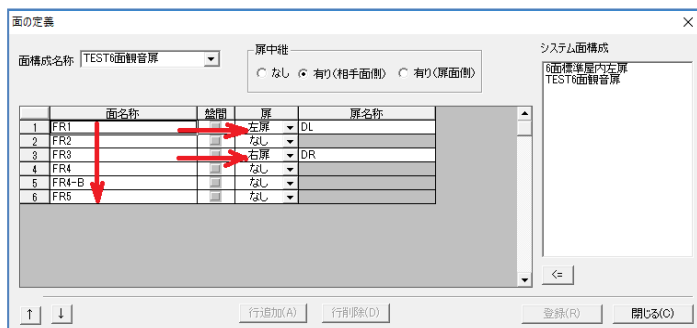 面の定義
面構成名称 TEST6面観音扉
扉中継
なし 有り(相手面側) 有り(扉面側)
システム面構成
6面標準屋内左扉
TEST6面観音扉
面名称 盤間 扉 扉名称
1 FR1 左扉 DL
2 FR2 なし
3 FR3 右扉 DR
4 FR4 なし
5 FR4-B なし
6 FR5 なし
<=
↑ ↓ 行追加(A) 行削除(D) 登録(R) 閉じる(C)